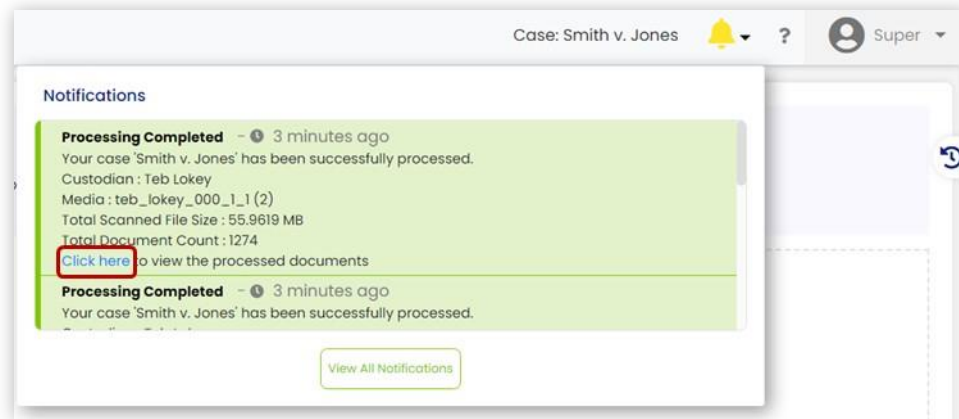 Case: Smith v. Jones ? Super
Notifications
Processing Completed - 3 minutes ago
Your case 'Smith v. Jones' has been successfully processed.
Custodian : Teb Lokey
Media : teb_lokey_000_1_1 (2)
Total Scanned File Size : 55.9619 MB
Total Document Count : 1274
Click here to view the processed documents
Processing Completed - 3 minutes ago
Your case 'Smith v. Jones' has been successfully processed.
View All Notifications